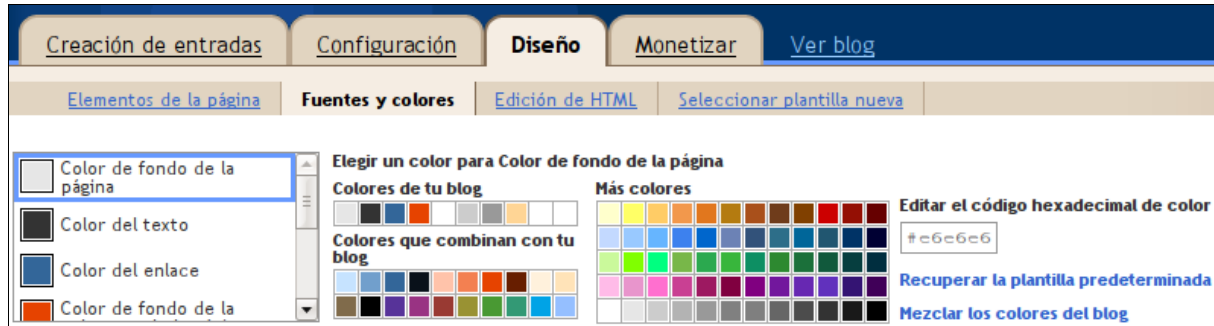 Creación de entradas
Configuración
Diseño
Monetizar
Ver blog
Elementos de la página
Fuentes y colores
Edición de HTML
Seleccionar plantilla nueva
Color de fondo de la
página
Color del texto
Color del enlace
Color de fondo de la
Elegir un color para Color de fondo de la página
Colores de tu blog
Colores que combinan con tu
blog
Más colores
Editar el código hexadecimal de color
#e6e6e6
Recuperar la plantilla predeterminada
Mezclar los colores del blog